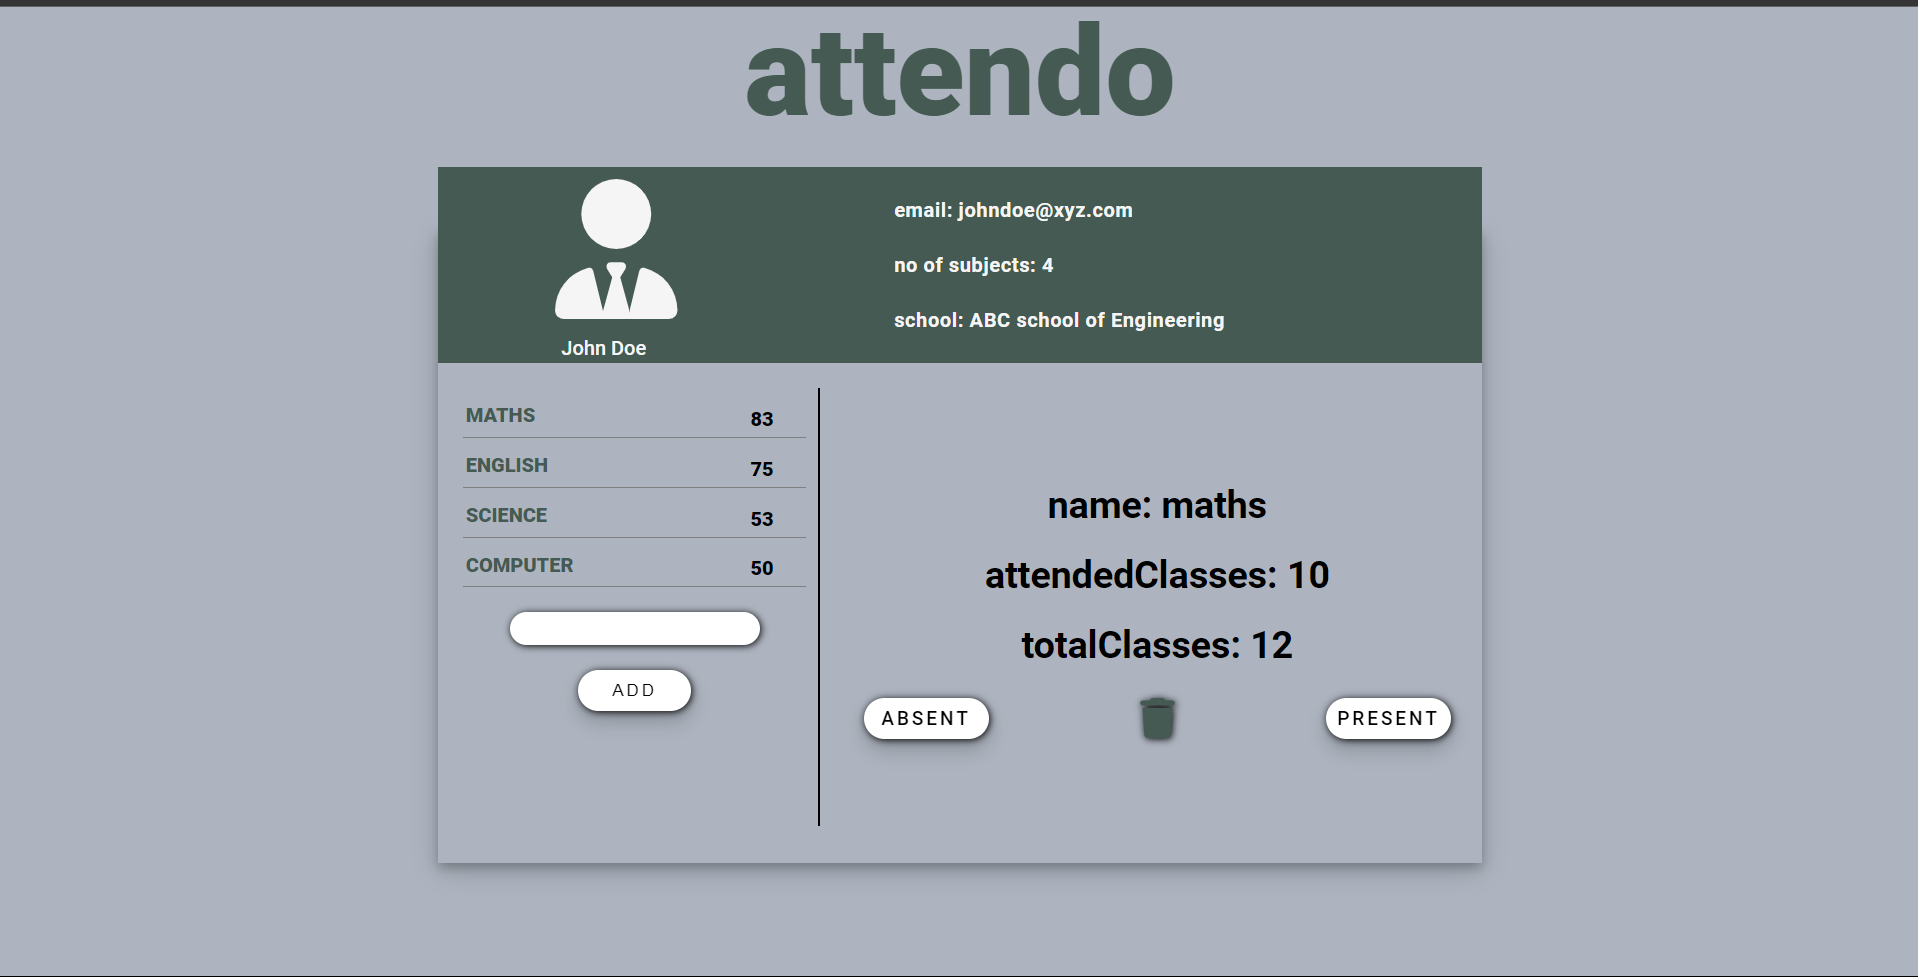 attendo
email: johndoe@xyz.com
no of subjects: 4
school: ABC school of Engineering
John Doe
MATHS 83
ENGLISH 75
SCIENCE 53
COMPUTER 50
ADD
name: maths
attendedClasses: 10
totalClasses: 12
ABSENT PRESENT